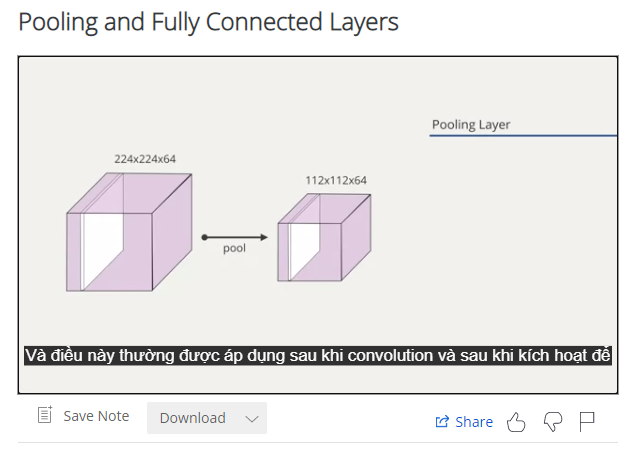 Pooling and Fully Connected Layers
Pooling Layer
224x224x64
112x112x64
pool
Và điều này thường được áp dụng sau khi convolution và sau khi kích hoạt để
Save Note
Download
Share